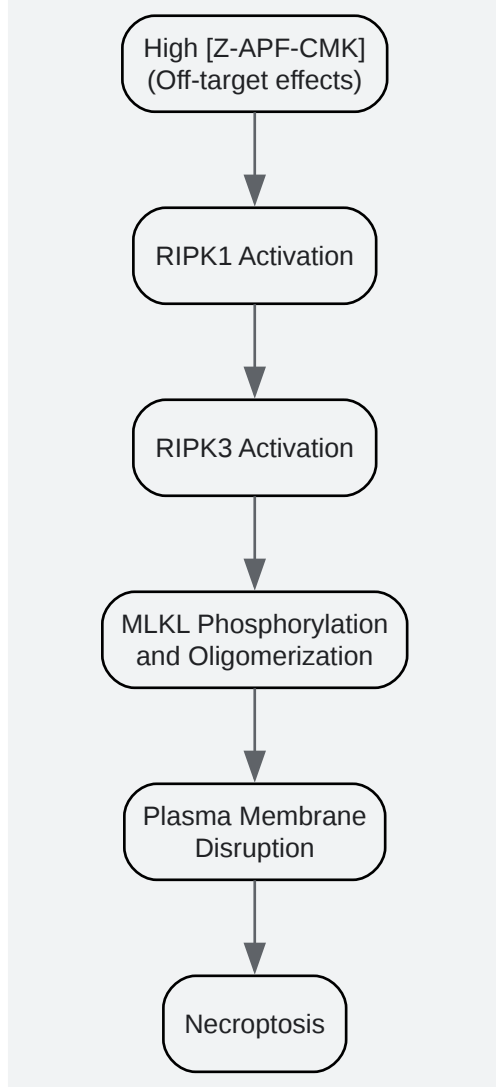 High [Z-APF-CMK]
(Off-target effects)
RIPK1 Activation
RIPK3 Activation
MLKL Phosphorylation
and Oligomerization
Plasma Membrane
Disruption
Necroptosis